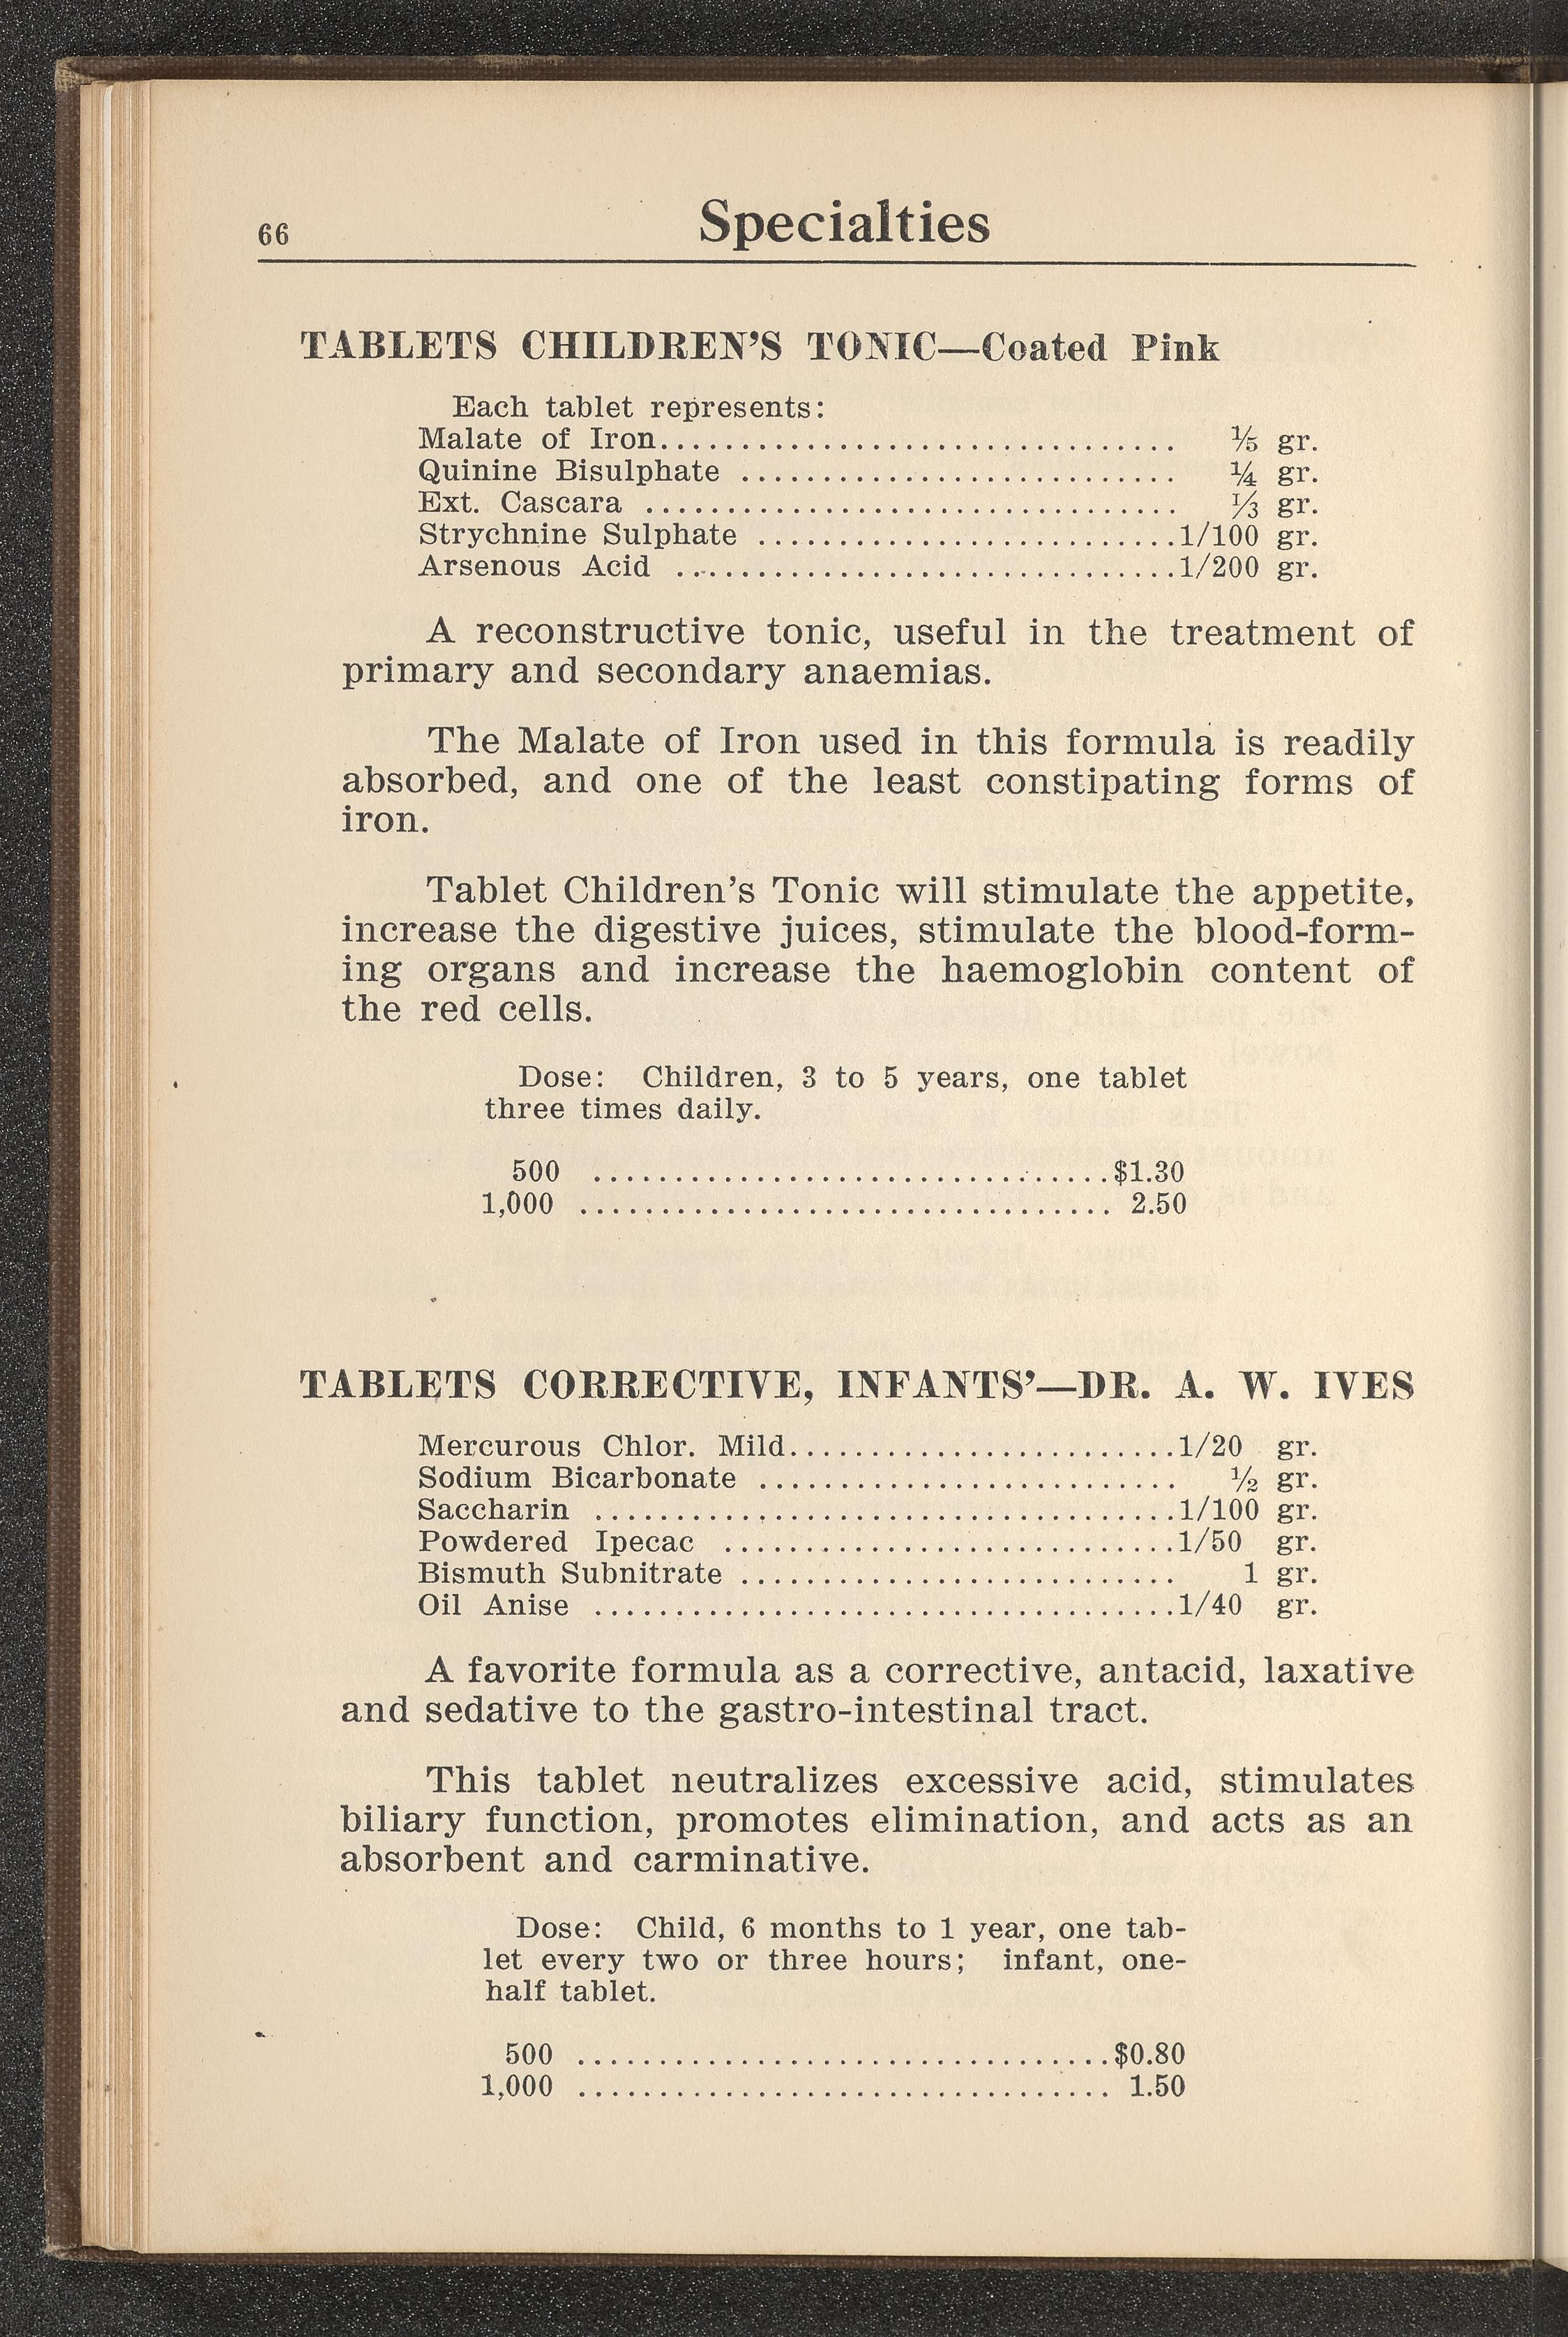 66
Specialties
TABLETS CHILDREN'S TONIC—Coated Pink
Each tablet represents:
Malate of Iron................................ ⅕ gr.
Quinine Bisulphate ........................... ¼ gr.
Ext. Cascara ................................. ⅓ gr.
Strychnine Sulphate ..........................1/100 gr.
Arsenous Acid ...............................1/200 gr.
A reconstructive tonic, useful in the treatment of
primary and secondary anaemias.
The Malate of Iron used in this formula is readily
absorbed, and one of the least constipating forms of
iron.
Tablet Children's Tonic will stimulate the appetite,
increase the digestive juices, stimulate the blood-form-
ing organs and increase the haemoglobin content of
the red cells.
Dose: Children, 3 to 5 years, one tablet
three times daily.
500 ................................$1.30
1,000 ................................. 2.50
TABLETS CORRECTIVE, INFANTS'—DR. A. W. IVES
Mercurous Chlor. Mild........................1/20 gr.
Sodium Bicarbonate .......................... ½ gr.
Saccharin ....................................1/100 gr.
Powdered Ipecac ............................1/50 gr.
Bismuth Subnitrate ........................... 1 gr.
Oil Anise ....................................1/40 gr.
A favorite formula as a corrective, antacid, laxative
and sedative to the gastro-intestinal tract.
This tablet neutralizes excessive acid, stimulates
biliary function, promotes elimination, and acts as an
absorbent and carminative.
Dose: Child, 6 months to 1 year, one tab-
let every two or three hours; infant, one-
half tablet.
500 .................................$0.80
1,000 ................................. 1.50